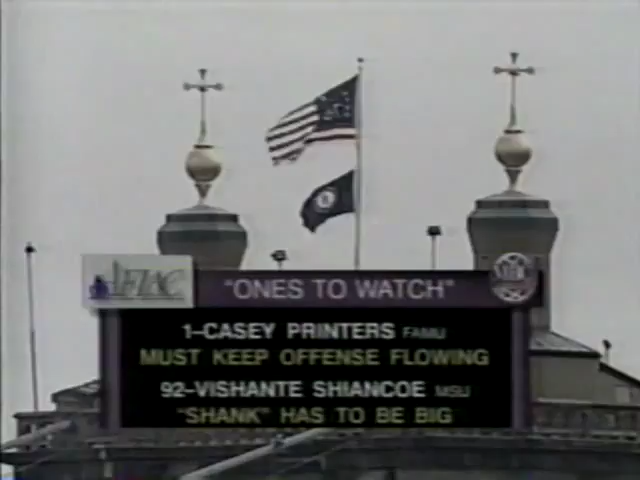 AFLAC
"ONES TO WATCH"
1-CASEY PRINTERS FAMU
MUST KEEP OFFENSE FLOWING
92-VISHANTE SHIANCOE MSU
"SHANK" HAS TO BE BIG